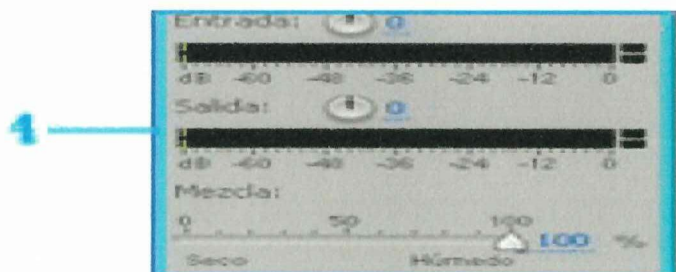 Entrada: 0
dB -60 -48 -36 -24 -12 0
4
Salida: 0
dB -60 -48 -36 -24 -12 0
Mezcla:
0 50 100
100 %
Seco Húmedo